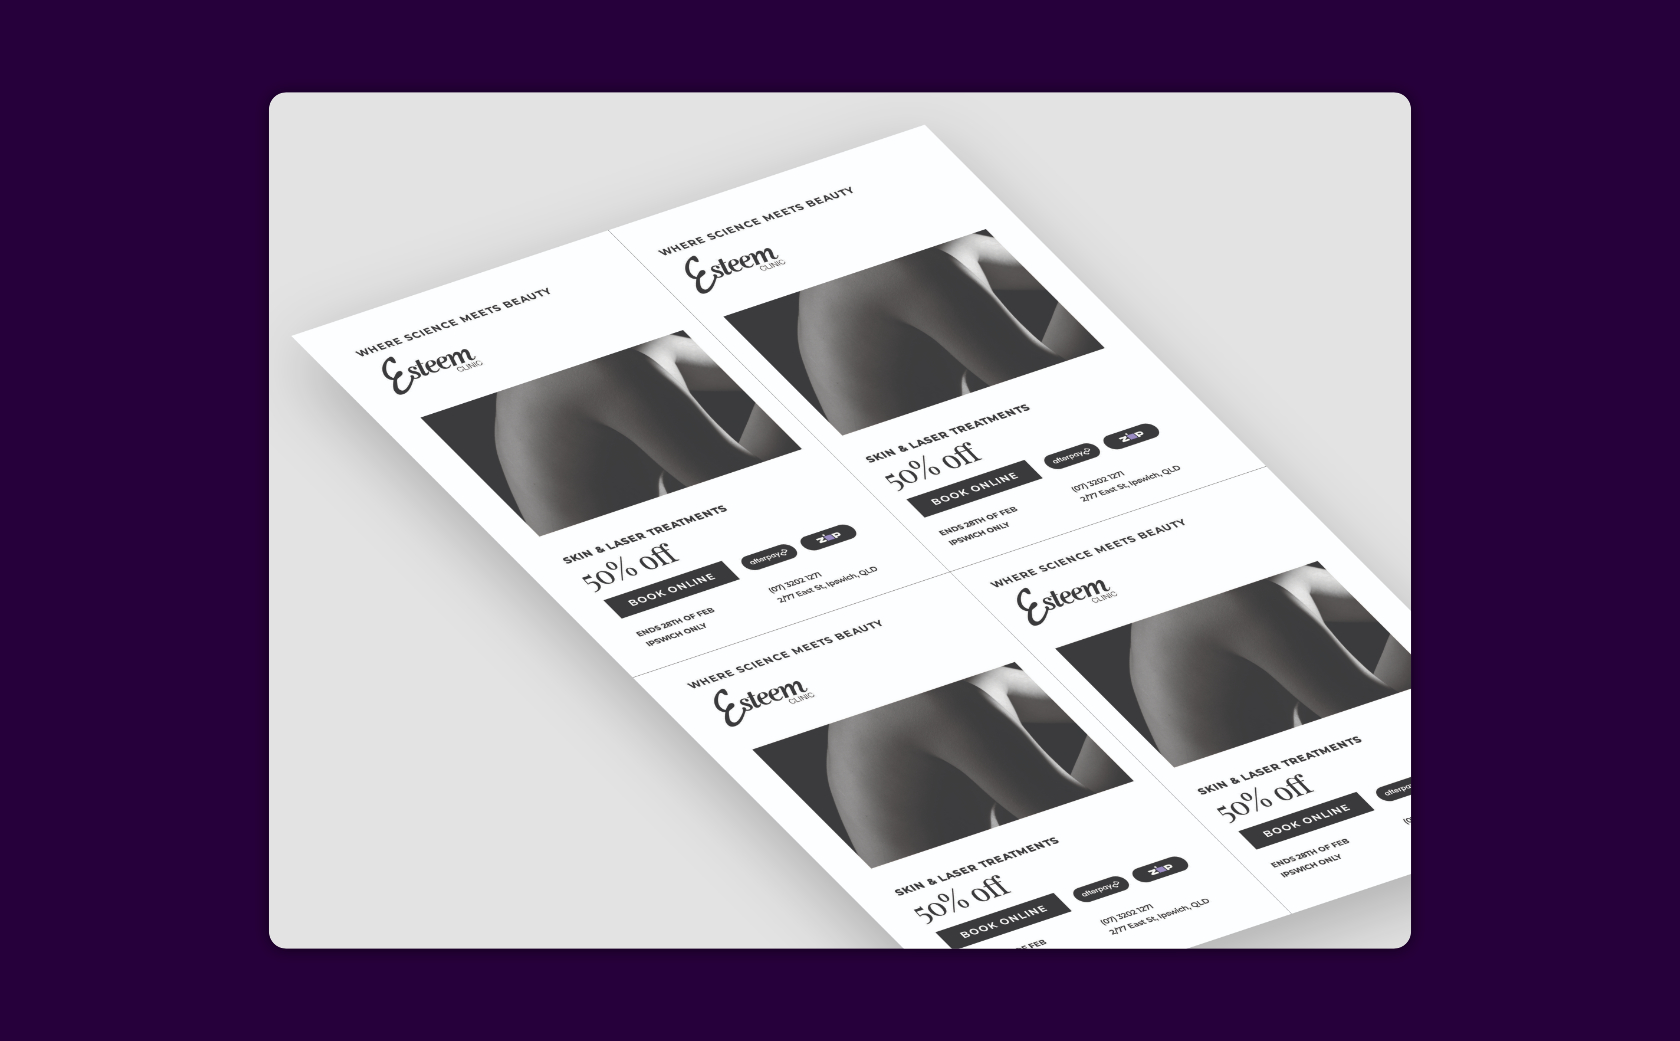 WHERE SCIENCE MEETS BEAUTY
Esteem
CLINIC
SKIN & LASER TREATMENTS
50% off
BOOK ONLINE
afterpay
ZIP
ENDS 28TH OF FEB
IPSWICH ONLY
(07) 3202 1271
2/77 East St, Ipswich, QLD
WHERE SCIENCE MEETS BEAUTY
Esteem
CLINIC
SKIN & LASER TREATMENTS
50% off
BOOK ONLINE
afterpay
ZIP
ENDS 28TH OF FEB
IPSWICH ONLY
(07) 3202 1271
2/77 East St, Ipswich, QLD
WHERE SCIENCE MEETS BEAUTY
Esteem
CLINIC
SKIN & LASER TREATMENTS
50% off
BOOK ONLINE
afterpay
ZIP
OF FEB
(07) 3202 1271
2/77 East St, Ipswich, QLD
WHERE SCIENCE MEETS BEAUTY
Esteem
CLINIC
SKIN & LASER TREATMENTS
50% off
BOOK ONLINE
afterpa
ENDS 28TH OF FEB
IPSWICH ONLY
(0